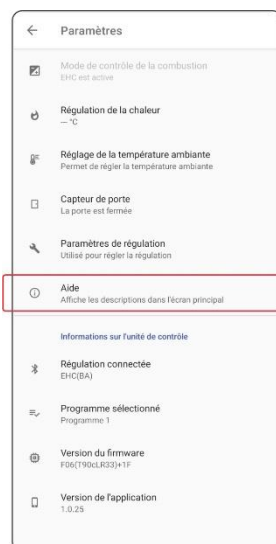 Paramètres
Mode de contrôle de la combustion
EHC est active
Régulation de la chaleur
-- °C
Réglage de la température ambiante
Permet de régler la température ambiante
Capteur de porte
La porte est fermée
Paramètres de régulation
Utilisé pour régler la régulation
Aide
Affiche les descriptions dans l'écran principal
Informations sur l'unité de contrôle
Régulation connectée
EHC(BA)
Programme sélectionné
Programme 1
Version du firmware
F06(T90cLR33)+1F
Version de l'application
1.0.25